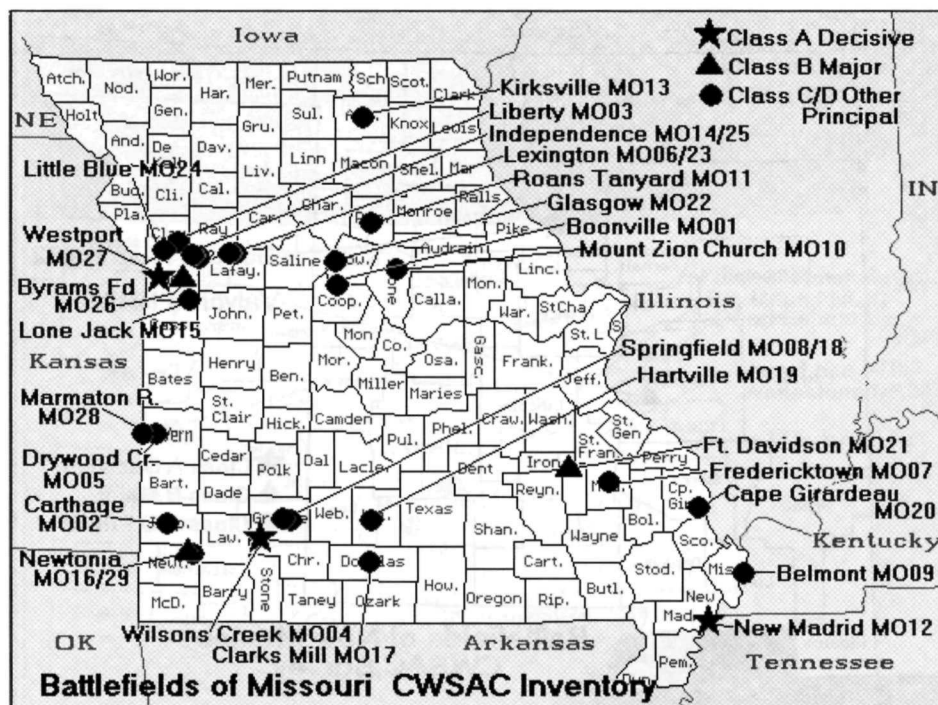 Iowa
Class A Decisive
Class B Major
Class C/D Other
Principal
Atch.
Nod.
Wor.
Har.
Mer.
Putnam
Sch
Scot.
Clark
Holt
Gen.
Sul.
Knox
Lewis
NE
And.
De
Kalb
Dav.
Gru.
Linn
Macon
Shel.
Mar
Kirksville MO13
Liberty MO03
Independence MO14/25
Lexington MO06/23
Roans Tanyard MO11
Glasgow MO22
Boonville MO01
Mount Zion Church MO10
Little Blue MO24
IN
Buc.
Cli.
Cal.
Liv.
Char.
Monroe
Ralls
Pla.
Ray
Car.
Audrain
Pike
Westport
MO27
Lafay.
Saline
How.
Byrams Fd
MO26
Coop.
Calla.
Mon.
Linc.
War.
StCha.
Illinois
Lone Jack MO15
John.
Pet.
Mon
Co.
Osa.
Gasc.
Frank.
St.L
S
Kansas
Henry
Ben.
Mor.
Miller
Maries
Jeff.
Springfield MO08/18
Hartville MO19
Bates
St.
Clair
Hick.
Camden
Pul.
Phel.
Craw.
Wash.
St.
Gen
Marmaton R.
MO28
Vern
Cedar
Polk
Dal
Lacle.
Dent
Iron
St.
Fran.
Perry
Ft. Davidson MO21
Fredericktown MO07
Drywood Cr.
MO05
Bart.
Dade
Reyn.
Cp.
Gir
Cape Girardeau
MO20
Carthage
MO02
Law.
Web.
Texas
Shan.
Wayne
Bol.
Sco.
Kentucky
Newtonia
MO16/29
Newt.
Chr.
Douglas
How.
Cart.
Stod.
Mis
Belmont MO09
McD.
Barry
Stone
Taney
Ozark
Oregon
Rip.
Butl.
New
Mad
New Madrid MO12
OK
Wilsons Creek MO04
Clarks Mill MO17
Arkansas
Pem.
Tennessee
Dun.
Battlefields of Missouri CWSAC Inventory